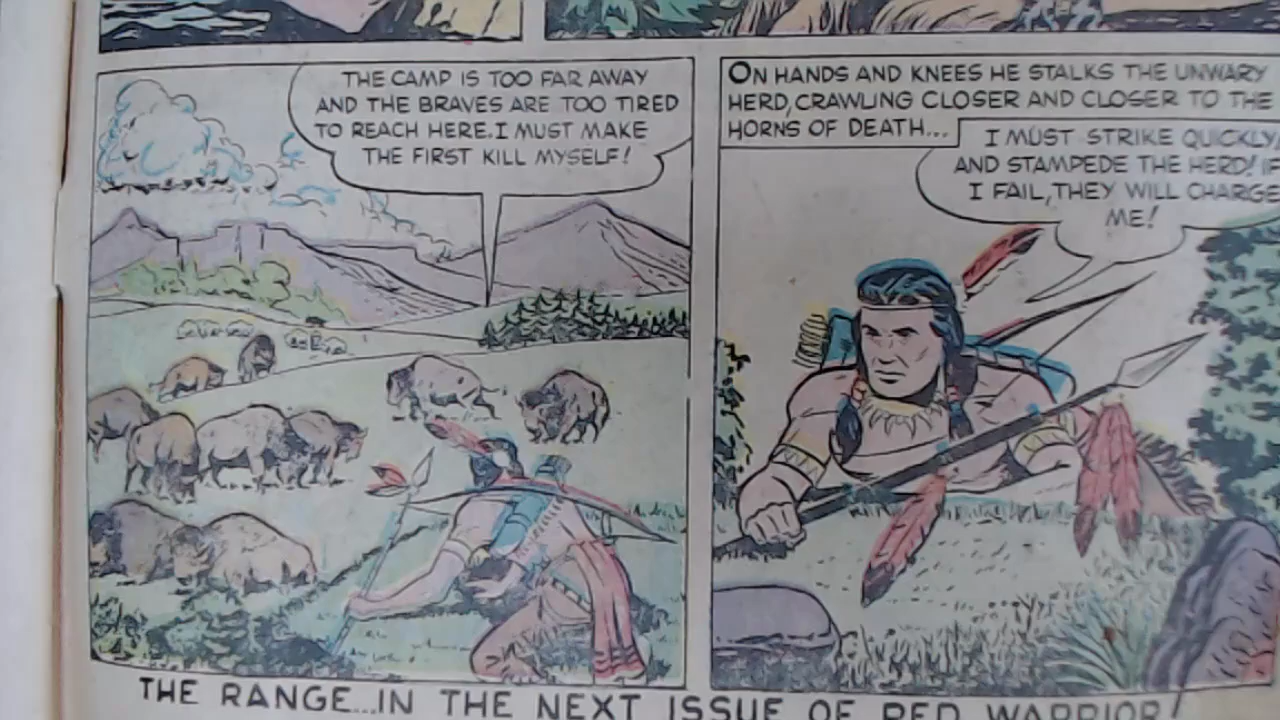 THE CAMP IS TOO FAR AWAY
AND THE BRAVES ARE TOO TIRED
TO REACH HERE. I MUST MAKE
THE FIRST KILL MYSELF!
ON HANDS AND KNEES HE STALKS THE UNWARY
HERD, CRAWLING CLOSER AND CLOSER TO THE
HORNS OF DEATH...
I MUST STRIKE QUICKLY,
AND STAMPEDE THE HERD! IF
I FAIL, THEY WILL CHARGE
ME!
THE RANGE...IN THE NEXT ISSUE OF RED WARRIOR!